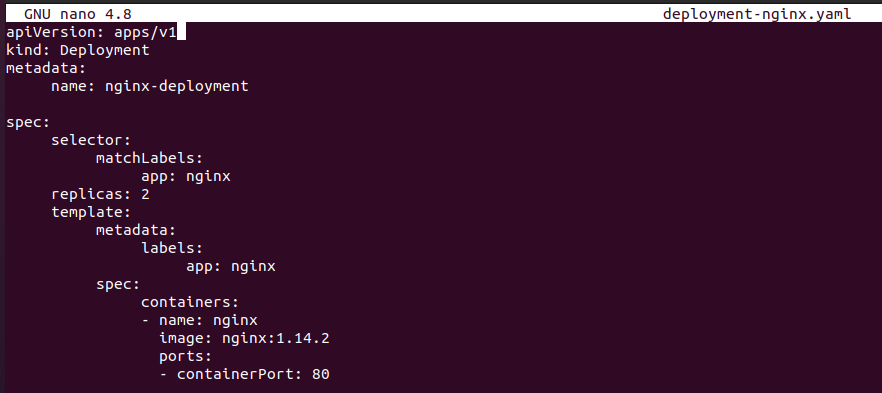 GNU nano 4.8 deployment-nginx.yaml
apiVersion: apps/v1
kind: Deployment
metadata:
     name: nginx-deployment

spec:
     selector:
          matchLabels:
               app: nginx
     replicas: 2
     template:
          metadata:
               labels:
                    app: nginx
          spec:
               containers:
               - name: nginx
                 image: nginx:1.14.2
                 ports:
                 - containerPort: 80